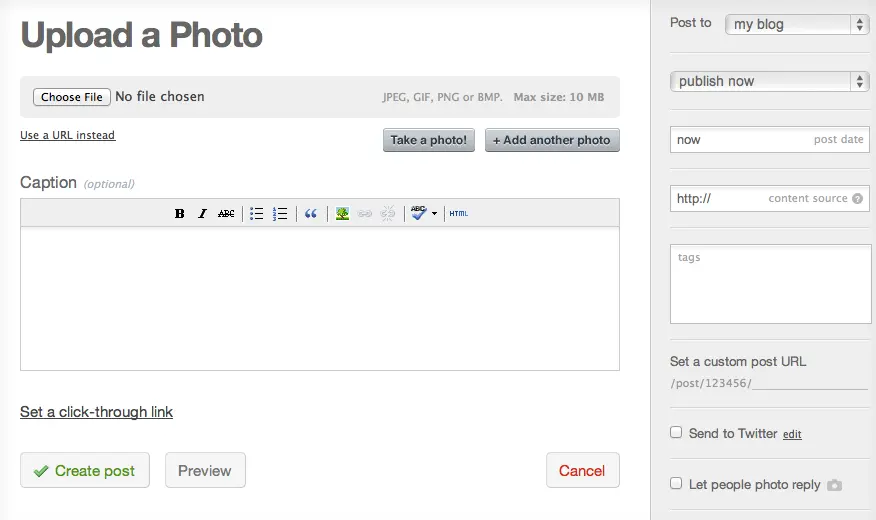 Upload a Photo
Choose File No file chosen JPEG, GIF, PNG or BMP. Max size: 10 MB
Use a URL instead
Take a photo! + Add another photo
Caption (optional)
B I ABC ABC HTML
Set a click-through link
Create post Preview Cancel
Post to my blog
publish now
now post date
http:// content source ?
tags
Set a custom post URL
/post/123456/
Send to Twitter edit
Let people photo reply